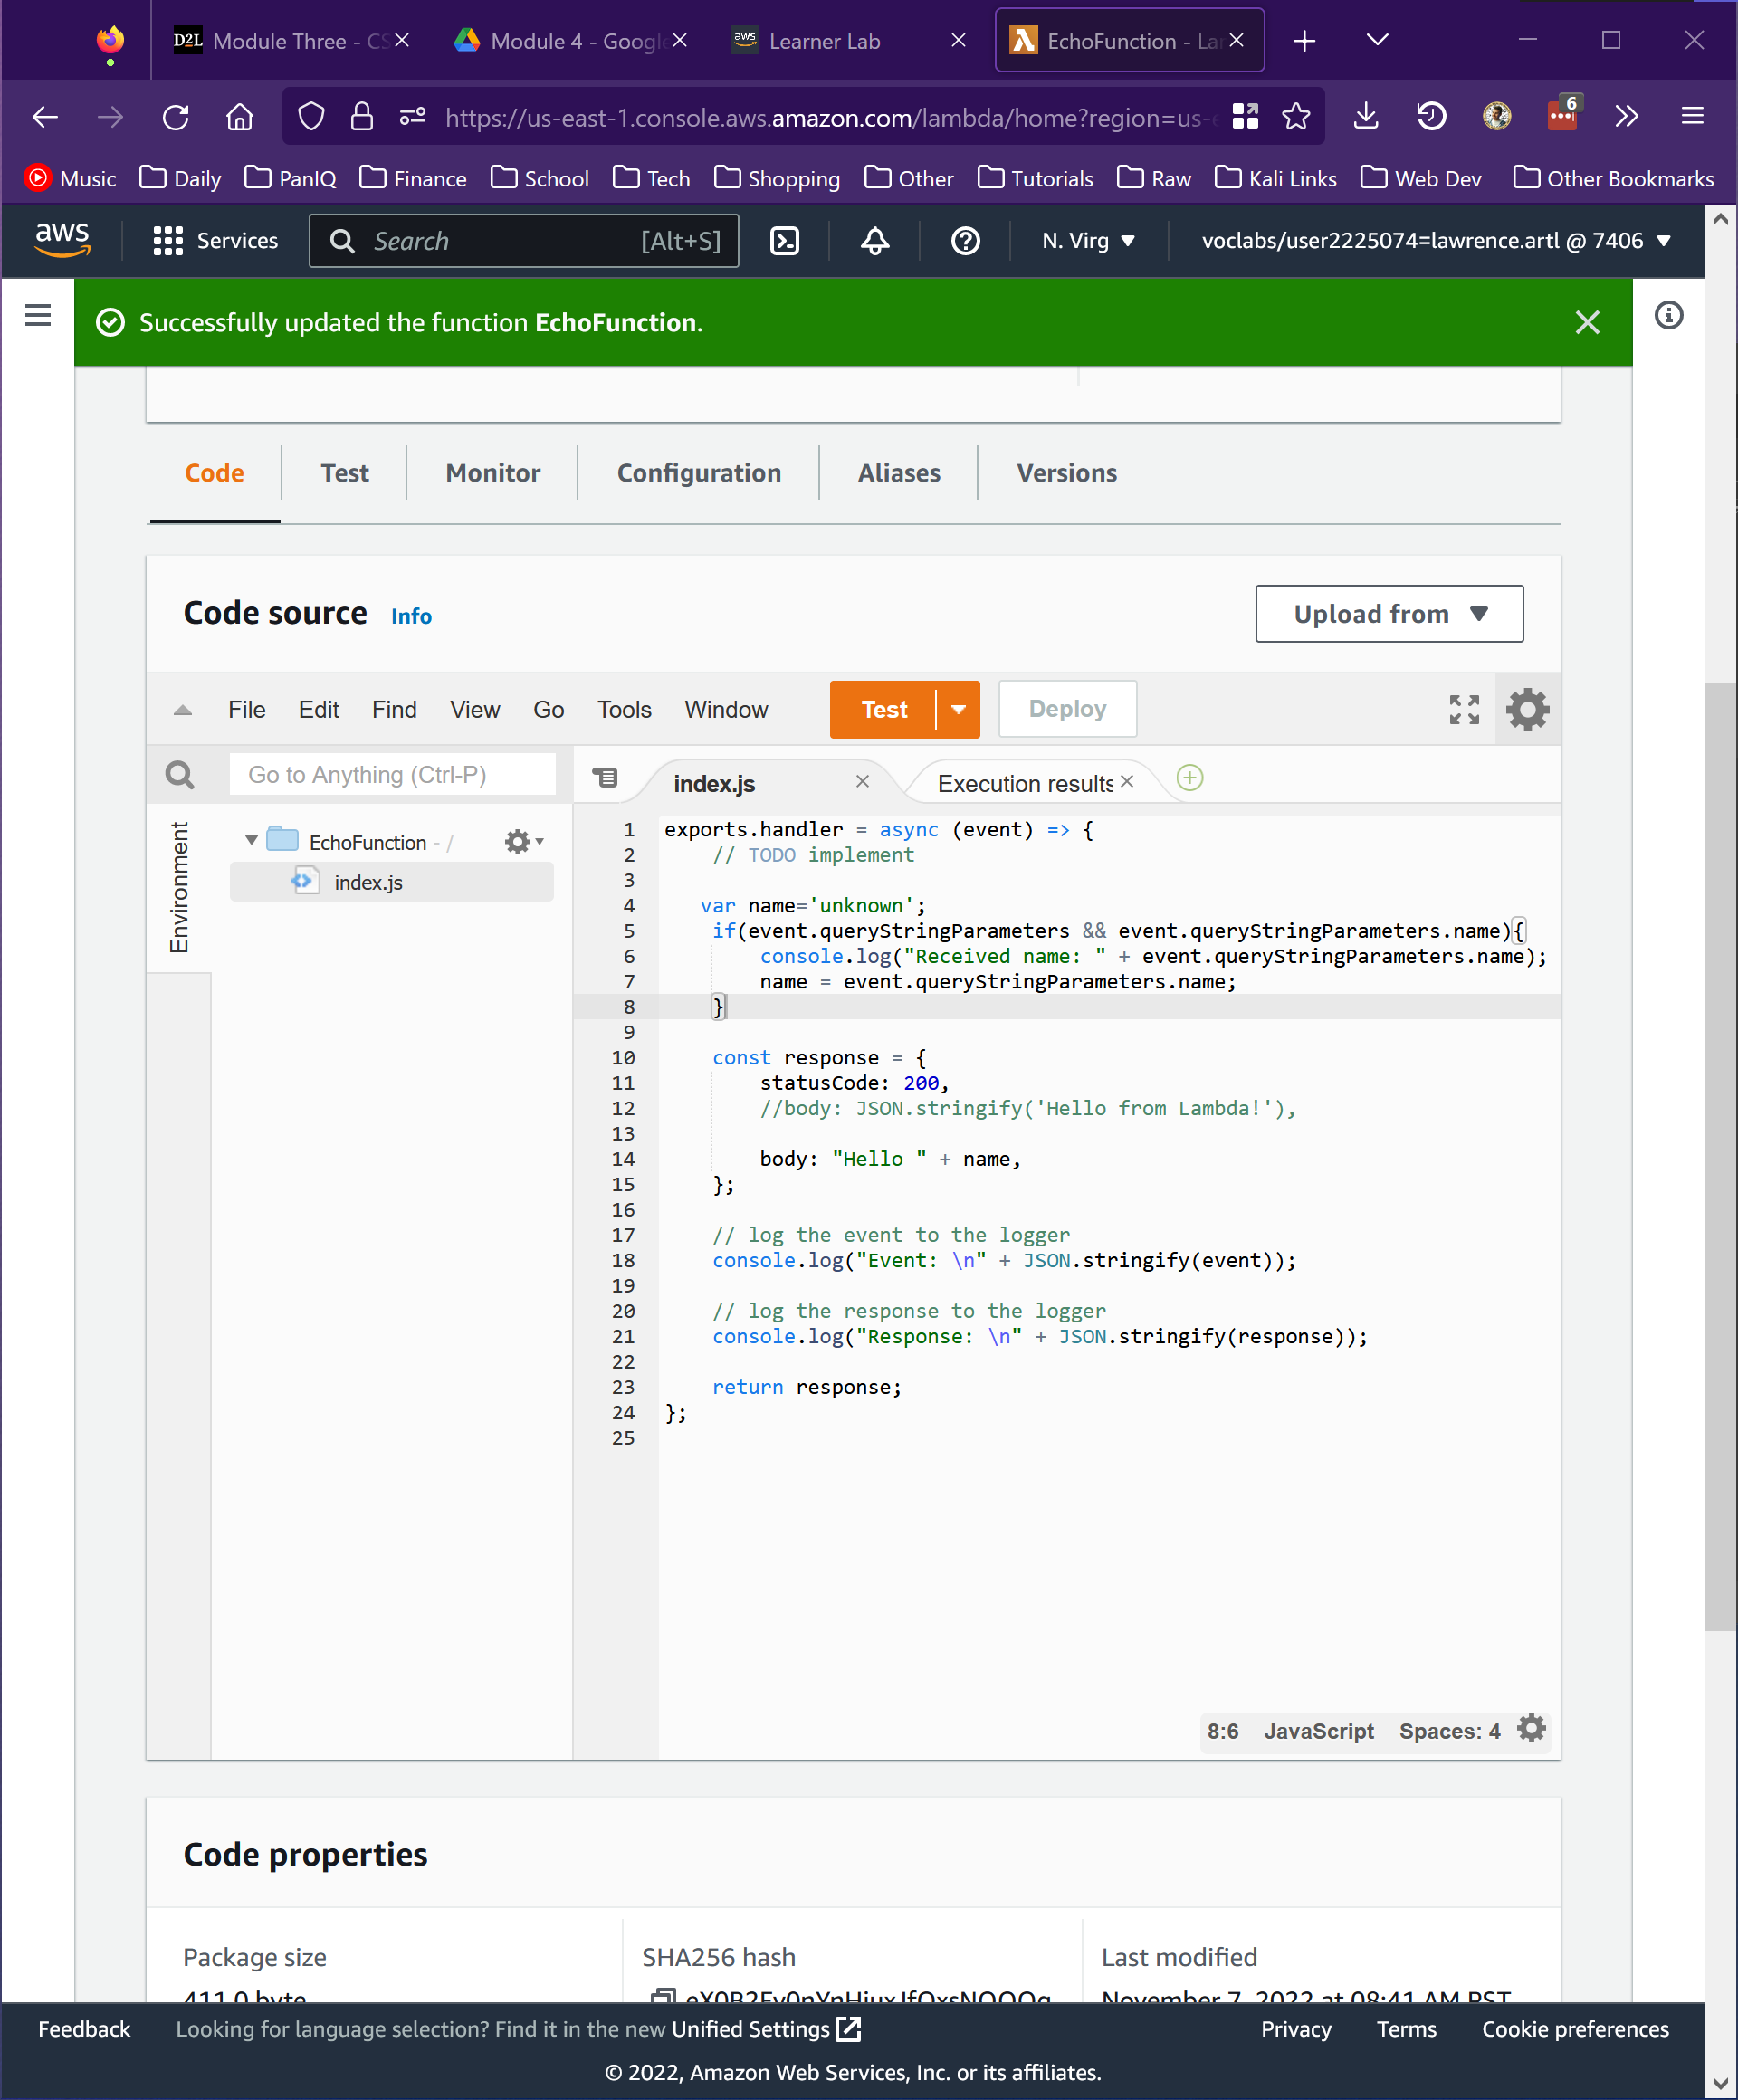 D2L Module Three - CS
Module 4 - Google
aws Learner Lab
EchoFunction - La
https://us-east-1.console.aws.amazon.com/lambda/home?region=us-e
6
Music Daily PanIQ Finance School Tech Shopping Other Tutorials Raw Kali Links Web Dev Other Bookmarks
aws Services Search [Alt+S] N. Virg voclabs/user2225074=lawrence.artl @ 7406
Successfully updated the function EchoFunction.
Code Test Monitor Configuration Aliases Versions
Code source Info Upload from
File Edit Find View Go Tools Window Test Deploy
Go to Anything (Ctrl-P) index.js Execution results
Environment
EchoFunction - /
index.js
1 exports.handler = async (event) => {
2     // TODO implement
3
4    var name='unknown';
5     if(event.queryStringParameters && event.queryStringParameters.name){
6         console.log("Received name: " + event.queryStringParameters.name);
7         name = event.queryStringParameters.name;
8     }
9
10     const response = {
11         statusCode: 200,
12         //body: JSON.stringify('Hello from Lambda!'),
13
14         body: "Hello " + name,
15     };
16
17     // log the event to the logger
18     console.log("Event: \n" + JSON.stringify(event));
19
20     // log the response to the logger
21     console.log("Response: \n" + JSON.stringify(response));
22
23     return response;
24 };
25
8:6 JavaScript Spaces: 4
Code properties
Package size SHA256 hash Last modified
411.0 byte November 7, 2022 at 08:41 AM PST
Feedback Looking for language selection? Find it in the new Unified Settings Privacy Terms Cookie preferences
© 2022, Amazon Web Services, Inc. or its affiliates.